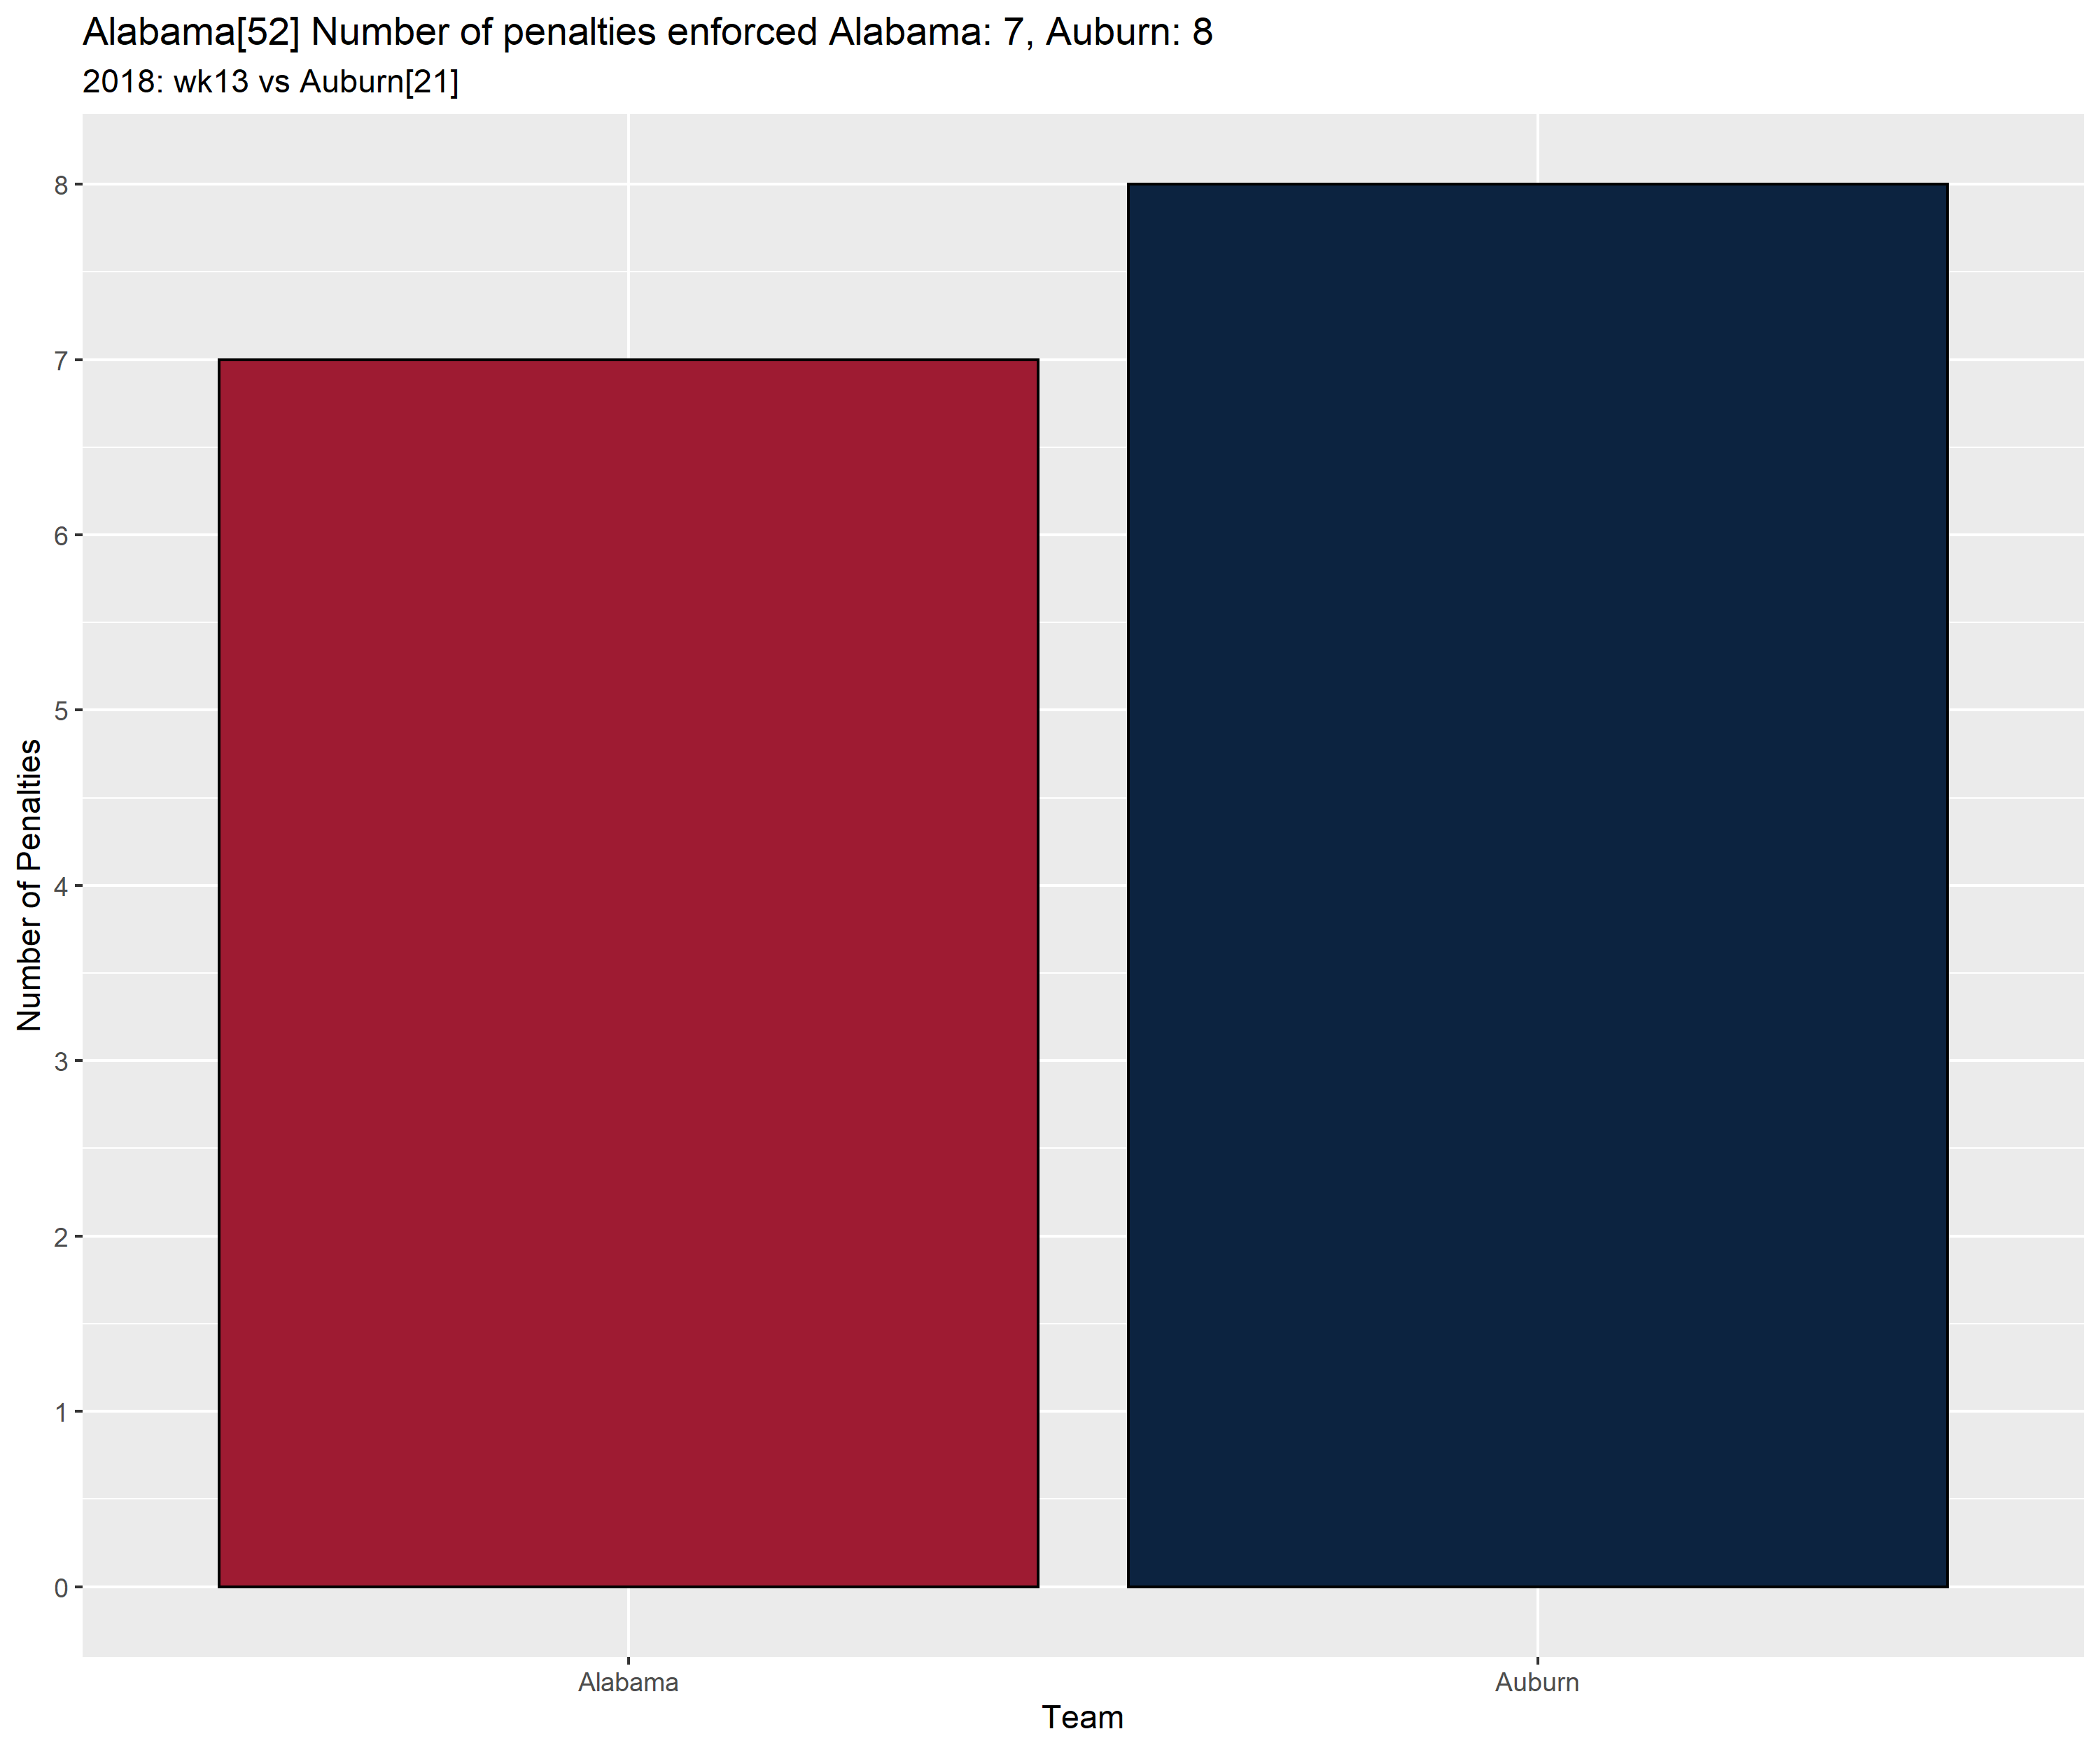 Alabama[52] Number of penalties enforced Alabama: 7, Auburn: 8
2018: wk13 vs Auburn[21]
Number of Penalties
8
7
6
5
4
3
2
1
0
Alabama
Auburn
Team